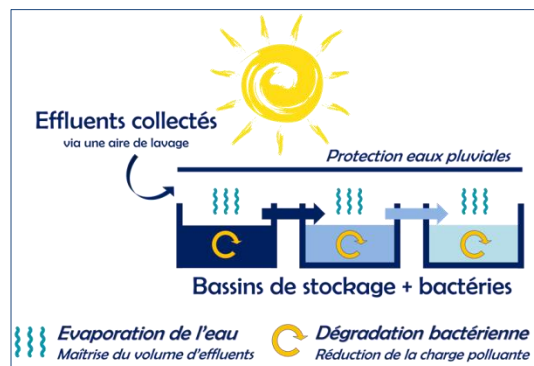 Effluents collectés
via une aire de lavage
Protection eaux pluviales
Bassins de stockage + bactéries
Evaporation de l'eau
Maîtrise du volume d'effluents
Dégradation bactérienne
Réduction de la charge polluante